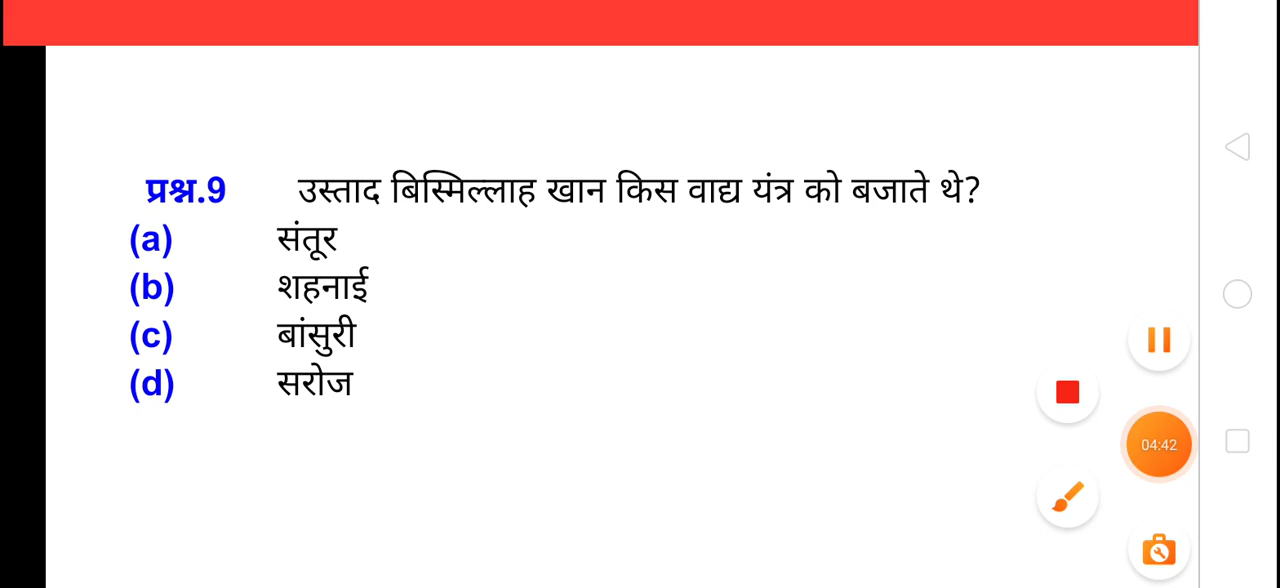 प्रश्न.9 उस्ताद बिस्मिल्लाह खान किस वाद्य यंत्र को बजाते थे?
(a) संतूर
(b) शहनाई
(c) बांसुरी
(d) सरोज
04:42